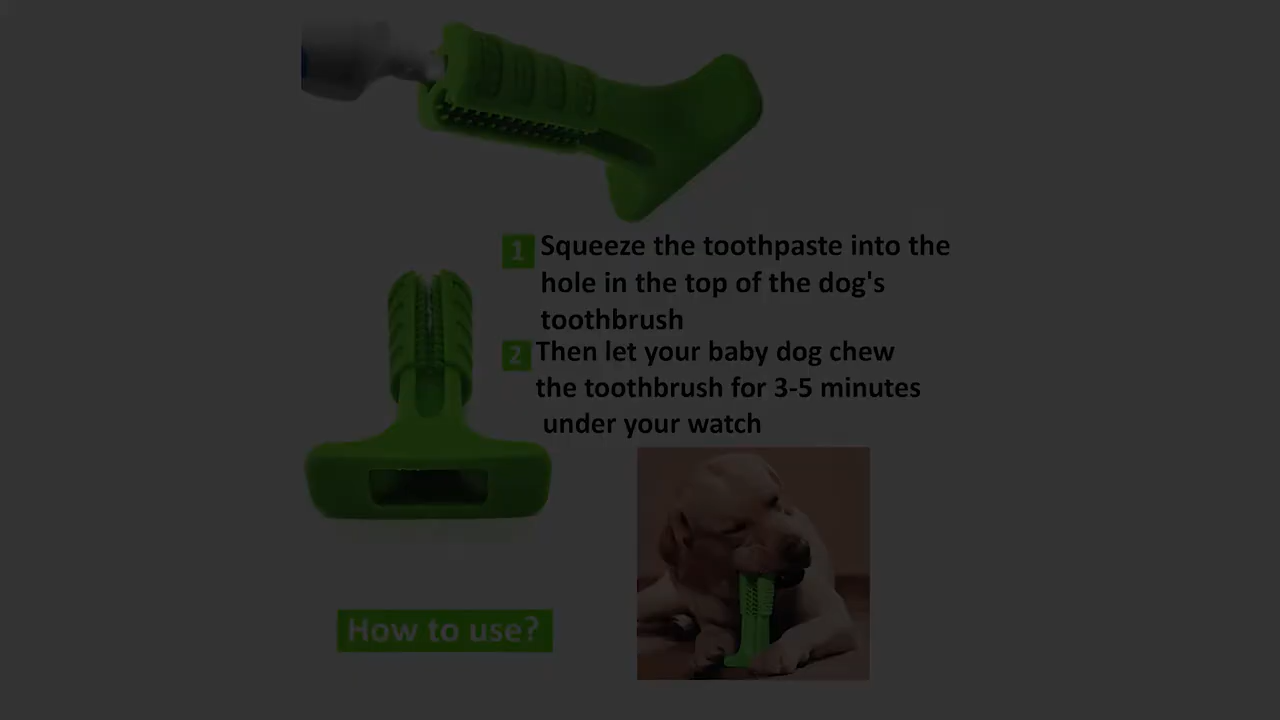 1 Squeeze the toothpaste into the
hole in the top of the dog's
toothbrush
2 Then let your baby dog chew
the toothbrush for 3-5 minutes
under your watch
How to use?